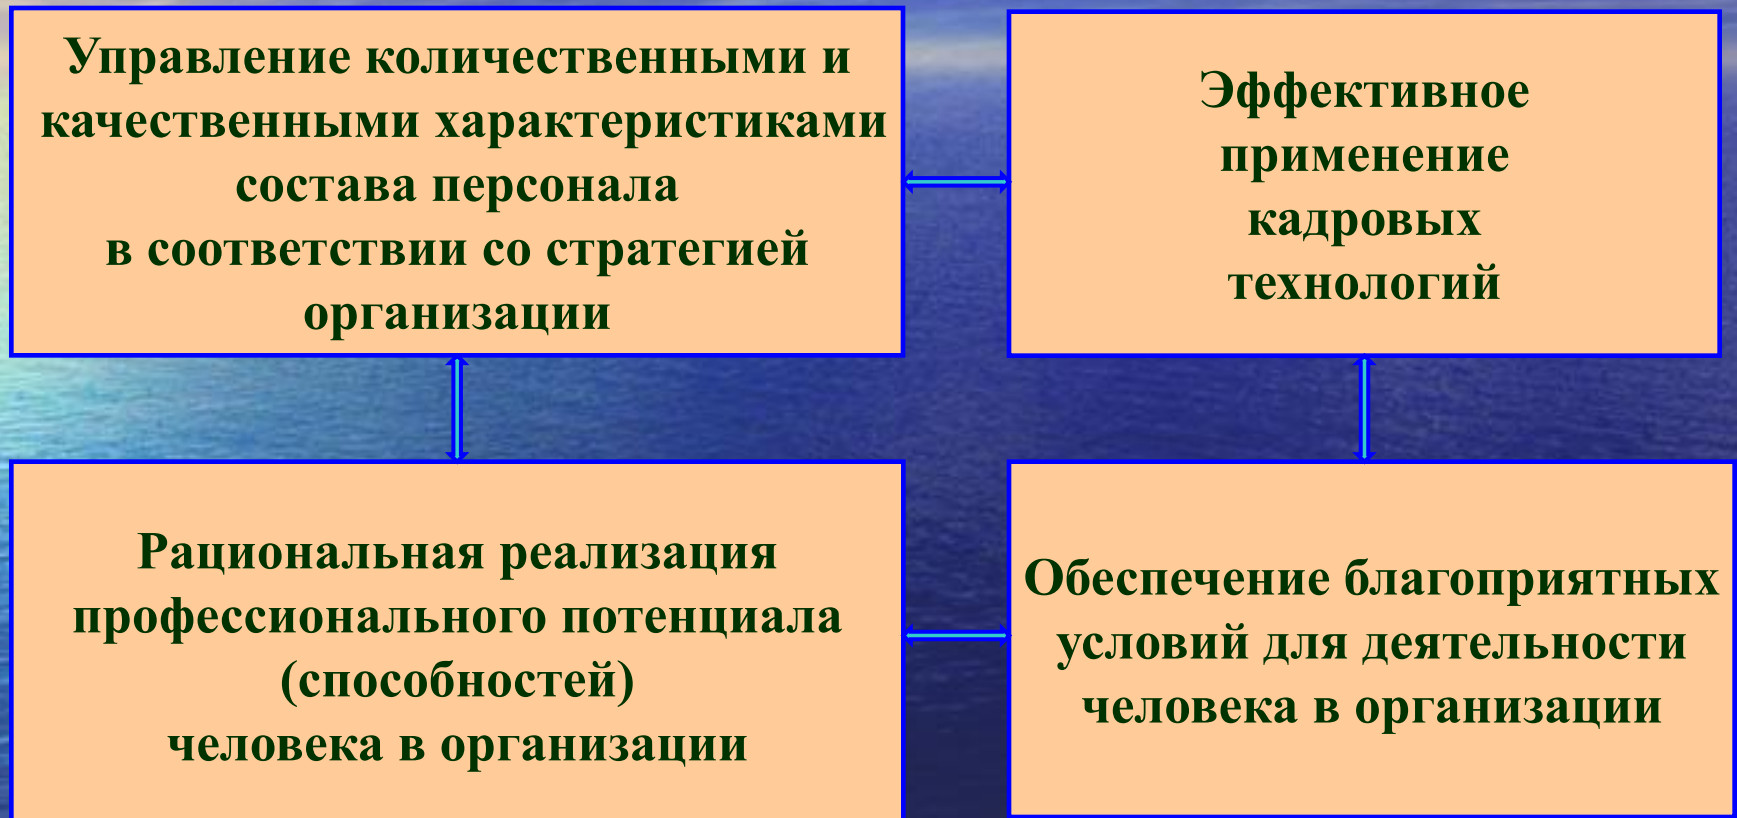 Управление количественными и
качественными характеристиками
состава персонала
в соответствии со стратегией
организации
Эффективное
применение
кадровых
технологий
Рациональная реализация
профессионального потенциала
(способностей)
человека в организации
Обеспечение благоприятных
условий для деятельности
человека в организации